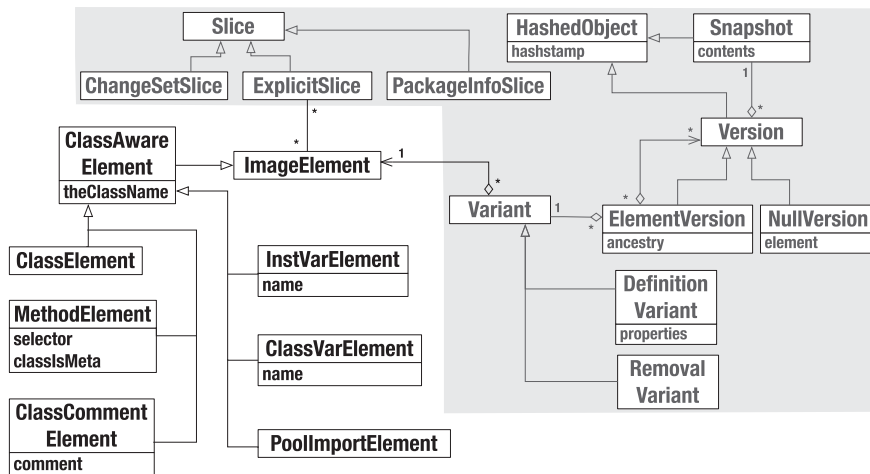 Slice
HashedObject
hashstamp
Snapshot
contents
ChangeSetSlice
ExplicitSlice
PackageInfoSlice
1
*
*
*
ClassAware
Element
theClassName
ImageElement
1
*
*
Version
Variant
1
*
*
ElementVersion
ancestry
NullVersion
element
ClassElement
InstVarElement
name
Definition
Variant
properties
MethodElement
selector
classIsMeta
ClassVarElement
name
Removal
Variant
ClassComment
Element
comment
PoolImportElement